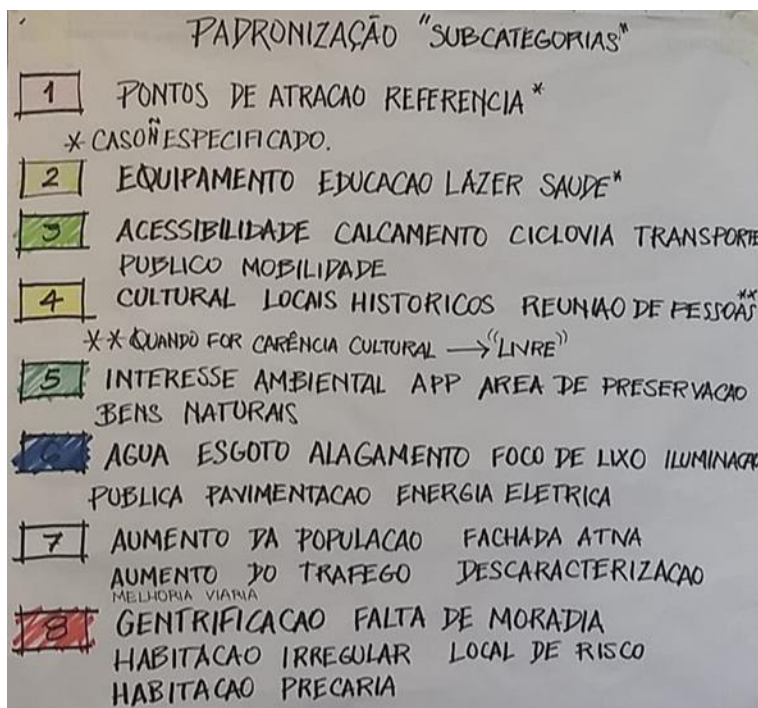 PADRONIZAÇÃO "SUBCATEGORIAS"
1 PONTOS DE ATRACAO REFERÊNCIA*
* CASO Ñ ESPECIFICADO.
2 EQUIPAMENTO EDUCACAO LAZER SAUDE*
3 ACESSIBILIDADE CALCAMENTO CICLOVIA TRANSPORTE
PUBLICO MOBILIDADE
4 CULTURAL LOCAIS HISTORICOS REUNIAO DE PESSOAS**
** QUANDO FOR CARÊNCIA CULTURAL → "LIVRE"
5 INTERESSE AMBIENTAL APP AREA DE PRESERVACAO
BENS NATURAIS
6 AGUA ESGOTO ALAGAMENTO FOCO DE LIXO ILUMINACAO
PUBLICA PAVIMENTACAO ENERGIA ELETRICA
7 AUMENTO DA POPULACAO FACHADA ATIVA
AUMENTO DO TRAFEGO DESCARACTERIZACAO
MELHORIA VIARIA
8 GENTRIFICACAO FALTA DE MORADIA
HABITACAO IRREGULAR LOCAL DE RISCO
HABITACAO PRECARIA